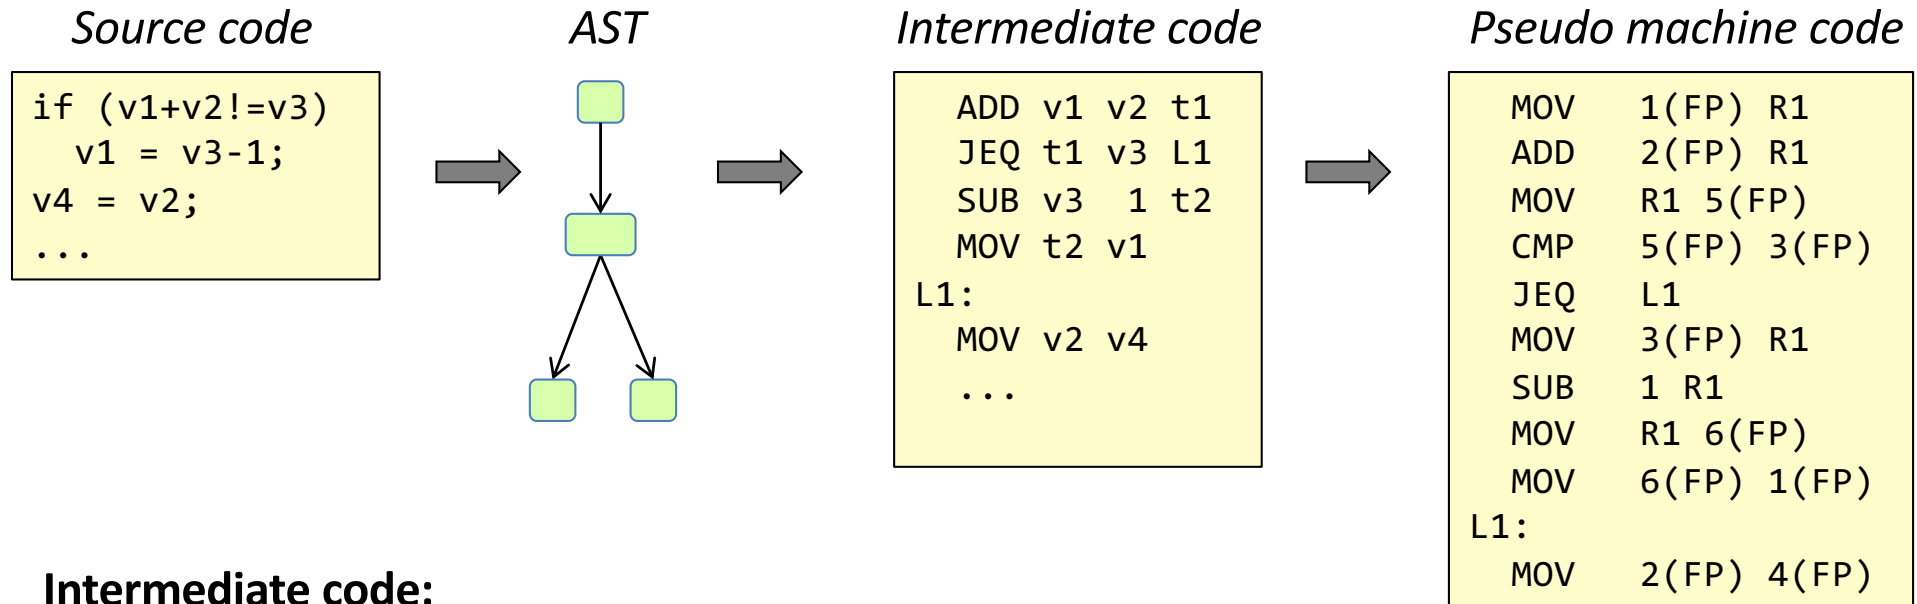 Source code
if (v1+v2!=v3)
  v1 = v3-1;
v4 = v2;
...
AST
Intermediate code
  ADD v1 v2 t1
  JEQ t1 v3 L1
  SUB v3  1 t2
  MOV t2 v1
L1:
  MOV v2 v4
  ...
Pseudo machine code
  MOV   1(FP) R1
  ADD   2(FP) R1
  MOV   R1 5(FP)
  CMP   5(FP) 3(FP)
  JEQ   L1
  MOV   3(FP) R1
  SUB   1 R1
  MOV   R1 6(FP)
  MOV   6(FP) 1(FP)
L1:
  MOV   2(FP) 4(FP)
Intermediate code: